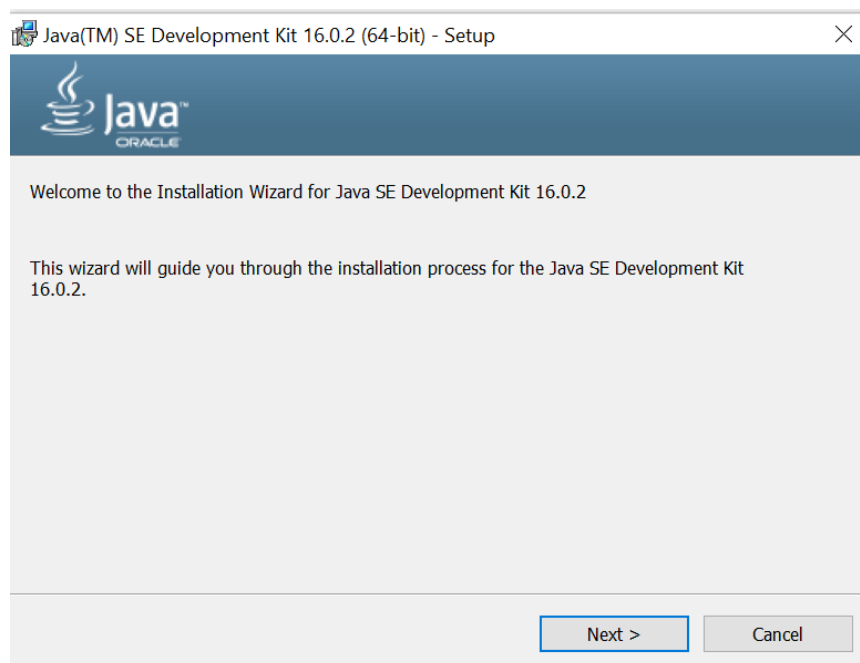 Java(TM) SE Development Kit 16.0.2 (64-bit) - Setup
Java™
ORACLE
Welcome to the Installation Wizard for Java SE Development Kit 16.0.2
This wizard will guide you through the installation process for the Java SE Development Kit
16.0.2.
Next >
Cancel